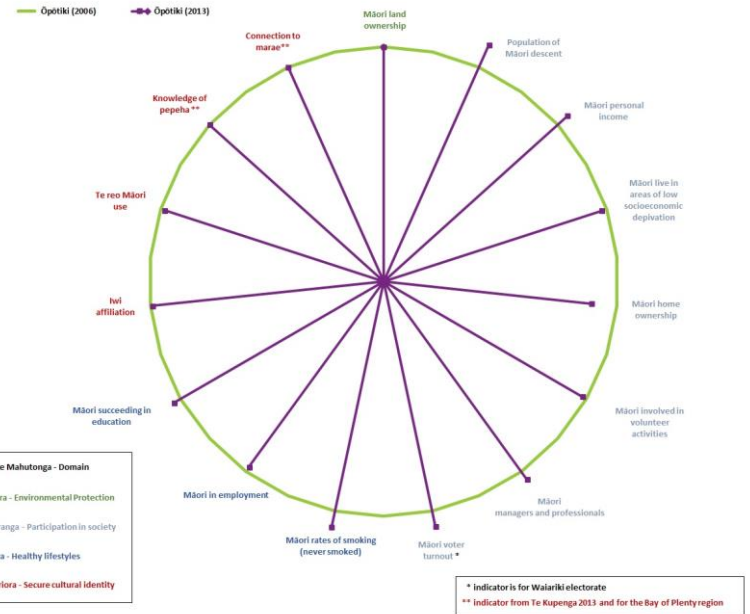 Ōpōtiki (2006)
Ōpōtiki (2013)
Māori land
ownership
Population of
Māori descent
Māori personal
income
Māori live in
areas of low
socioeconomic
depivation
Māori home
ownership
Māori involved in
volunteer
activities
Māori
managers and professionals
Māori voter
turnout *
Māori rates of smoking
(never smoked)
Māori in employment
Māori succeeding in
education
Iwi
affiliation
Te reo Māori
use
Knowledge of
pepeha **
Connection to
marae**
e Mahutonga - Domain
ra - Environmental Protection
anga - Participation in society
a - Healthy lifestyles
riora - Secure cultural identity
* indicator is for Waiariki electorate
** indicator from Te Kupenga 2013 and for the Bay of Plenty region